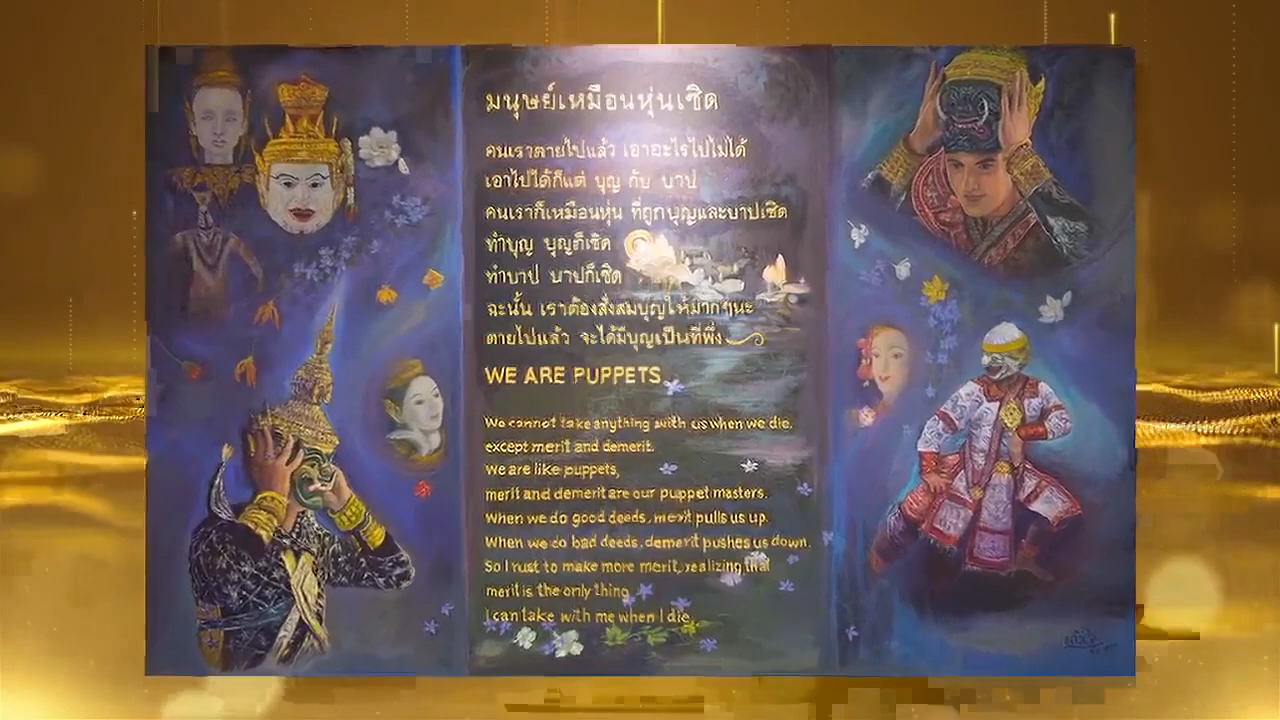 มนุษย์เหมือนหุ่นเชิด
คนเราตายไปแล้ว เอาอะไรไปไม่ได้
เอาไปได้ก็แต่ บุญ กับ บาป
คนเราก็เหมือนหุ่น ที่ถูกบุญและบาปเชิด
ทำบุญ บุญก็เชิด
ทำบาป บาปก็เชิด
ฉะนั้น เราต้องสั่งสมบุญให้มากๆนะ
ตายไปแล้ว จะได้มีบุญเป็นที่พึ่ง
WE ARE PUPPETS
We cannot take anything with us when we die,
except merit and demerit.
We are like puppets,
merit and demerit are our puppet masters.
When we do good deeds, merit pulls us up.
When we do bad deeds, demerit pushes us down.
So I rust to make more merit, realizing that
merit is the only thing
I can take with me when I die.